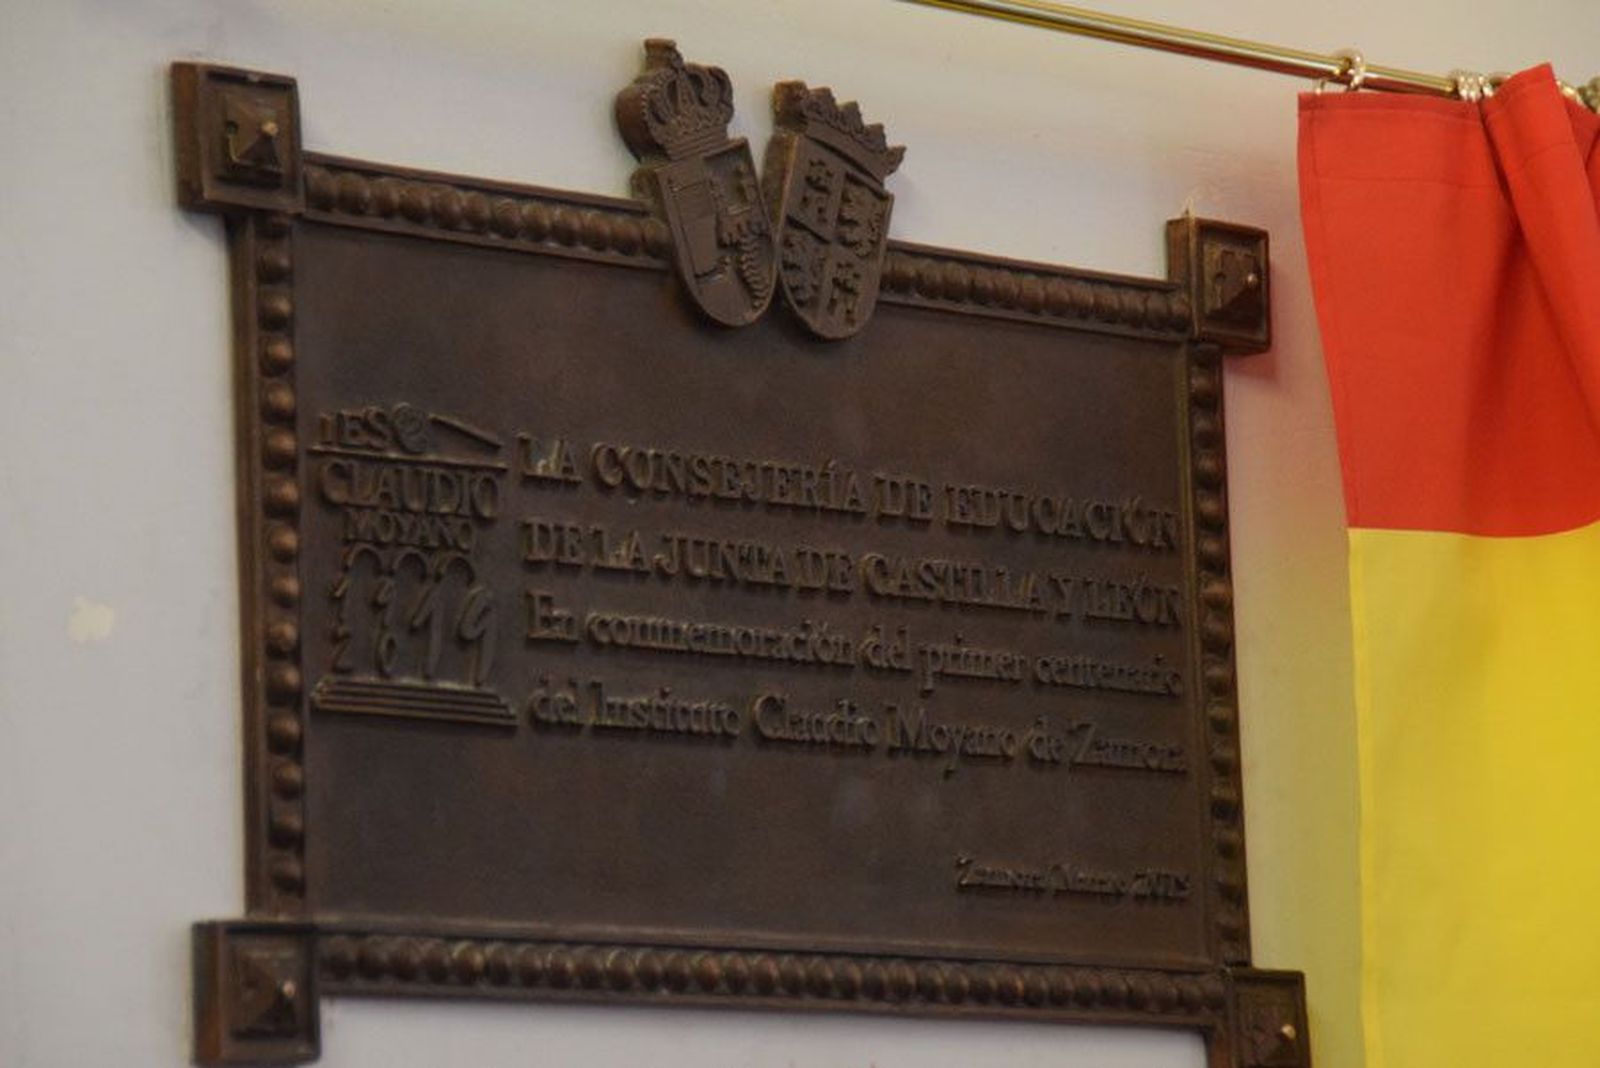 IES
CLAUDIO
MOYANO
1919
2019
LA CONSEJERÍA DE EDUCACIÓN
DE LA JUNTA DE CASTILLA Y LEÓN
En conmemoración del primer centenario
del Instituto Claudio Moyano de Zamora
Zamora